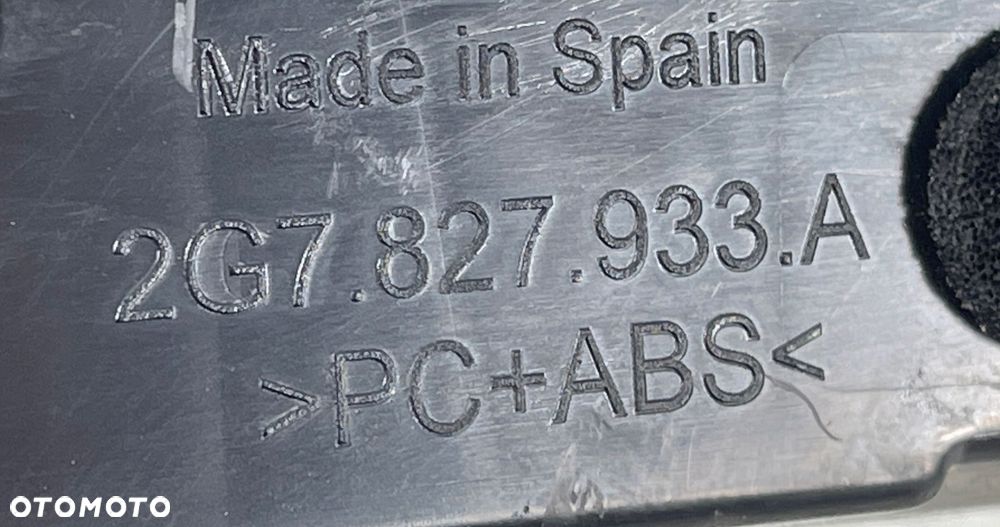 Made in Spain
2G7.827.933.A
>PC+ABS<
OTOMOTO